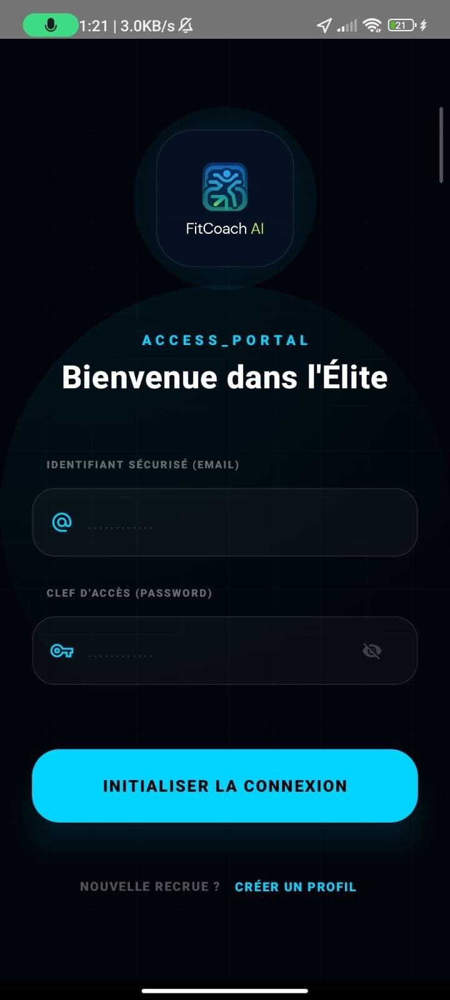 1:21 | 3.0KB/s
21
FitCoach AI
ACCESS_PORTAL
Bienvenue dans l'Élite
IDENTIFIANT SÉCURISÉ (EMAIL)
@ ............
CLEF D'ACCÈS (PASSWORD)
............
INITIALISER LA CONNEXION
NOUVELLE RECRUE ? CRÉER UN PROFIL